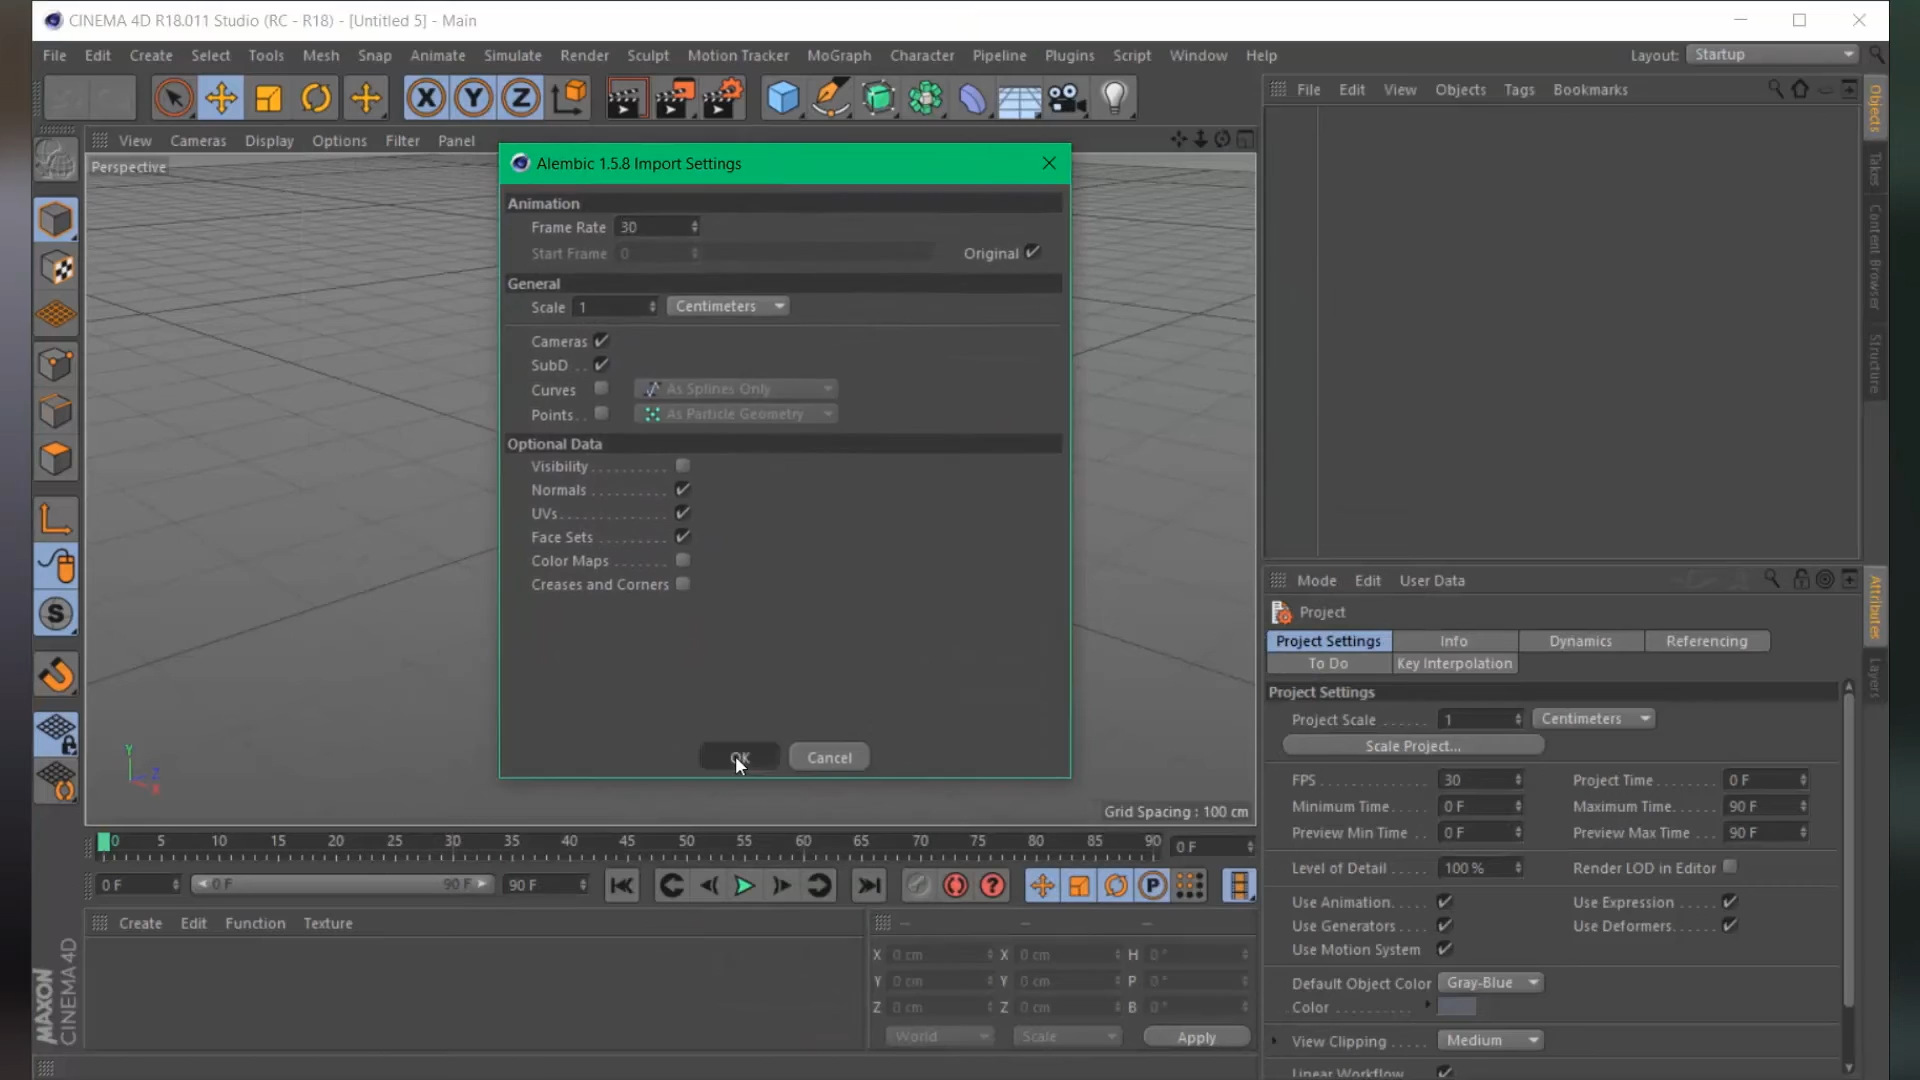 CINEMA 4D R18.011 Studio (RC - R18) - [Untitled 5] - Main
File Edit Create Select Tools Mesh Snap Animate Simulate Render Sculpt Motion Tracker MoGraph Character Pipeline Plugins Script Window Help Layout: Startup
File Edit View Objects Tags Bookmarks
View Cameras Display Options Filter Panel
Perspective
Alembic 1.5.8 Import Settings
Animation
Frame Rate 30
Start Frame 0 Original
General
Scale 1 Centimeters
Cameras
SubD
Curves As Splines Only
Points As Particle Geometry
Optional Data
Visibility
Normals
UVs
Face Sets
Color Maps
Creases and Corners
OK Cancel
Grid Spacing : 100 cm
Y
Z
X
0 5 10 15 20 25 30 35 40 45 50 55 60 65 70 75 80 85 90 0 F
0 F 0 F 90 F 90 F
Create Edit Function Texture
X 0 cm X 0 cm H 0 °
Y 0 cm Y 0 cm P 0 °
Z 0 cm Z 0 cm B 0 °
World Scale Apply
MAXON
CINEMA 4D
Objects
Takes
Content Browser
Structure
Mode Edit User Data
Project
Project Settings Info Dynamics Referencing
To Do Key Interpolation
Project Settings
Project Scale 1 Centimeters
Scale Project...
FPS 30 Project Time 0 F
Minimum Time 0 F Maximum Time 90 F
Preview Min Time 0 F Preview Max Time 90 F
Level of Detail 100 % Render LOD in Editor
Use Animation Use Expression
Use Generators Use Deformers
Use Motion System
Default Object Color Gray-Blue
Color
View Clipping Medium
Linear Workflow
Attributes
Layers